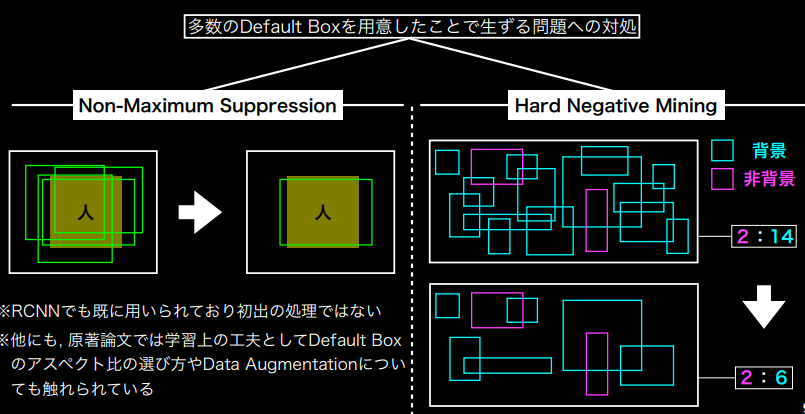 多数のDefault Boxを用意したことで生ずる問題への対処
Non-Maximum Suppression
人
人
※RCNNでも既に用いられており初出の処理ではない
※他にも, 原著論文では学習上の工夫としてDefault Box
のアスペクト比の選び方やData Augmentationについ
ても触れられている
Hard Negative Mining
背景
非背景
2 : 14
2 : 6